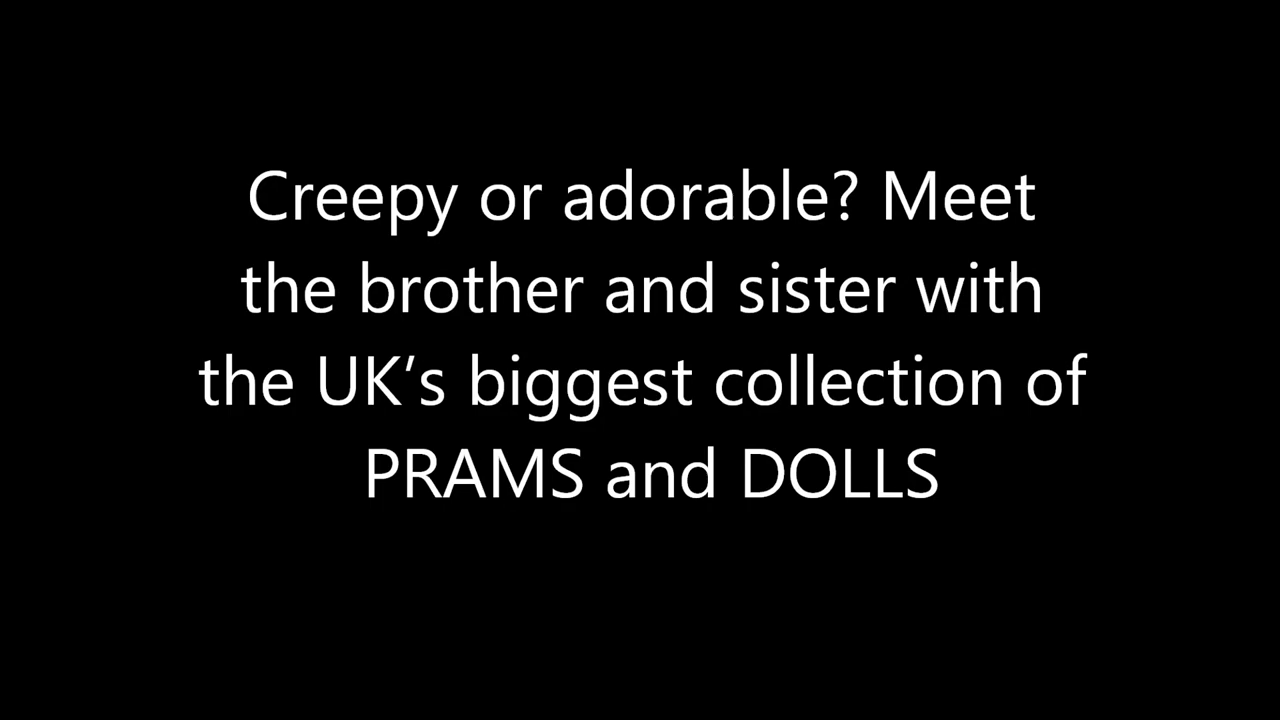 Creepy or adorable? Meet
the brother and sister with
the UK’s biggest collection of
PRAMS and DOLLS